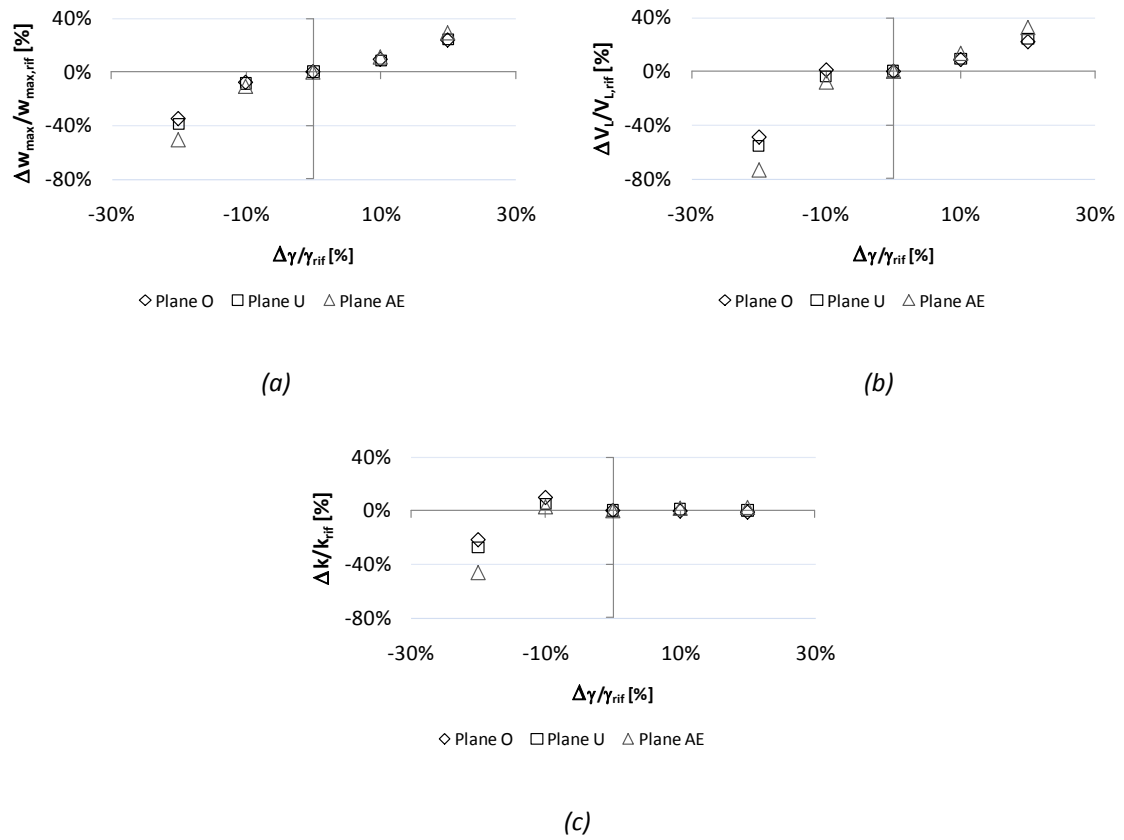 40%
0%
-40%
-80%
-30% -10% 10% 30%
Δw_max/w_max,rif [%]
Δγ/γ_rif [%]
Plane O Plane U Plane AE
(a)
40%
0%
-40%
-80%
-30% -10% 10% 30%
ΔV_L/V_L,rif [%]
Δγ/γ_rif [%]
Plane O Plane U Plane AE
(b)
40%
0%
-40%
-80%
-30% -10% 10% 30%
Δk/k_rif [%]
Δγ/γ_rif [%]
Plane O Plane U Plane AE
(c)